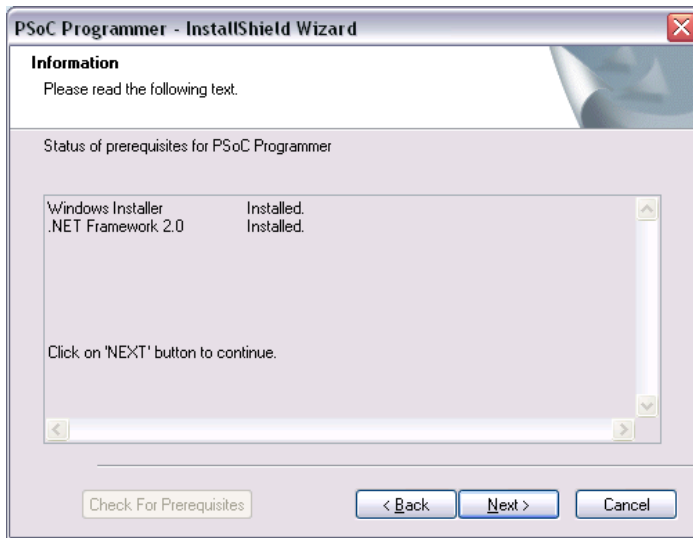 PSoC Programmer - InstallShield Wizard
Information
Please read the following text.
Status of prerequisites for PSoC Programmer
Windows Installer Installed.
.NET Framework 2.0 Installed.
Click on 'NEXT' button to continue.
Check For Prerequisites < Back Next > Cancel